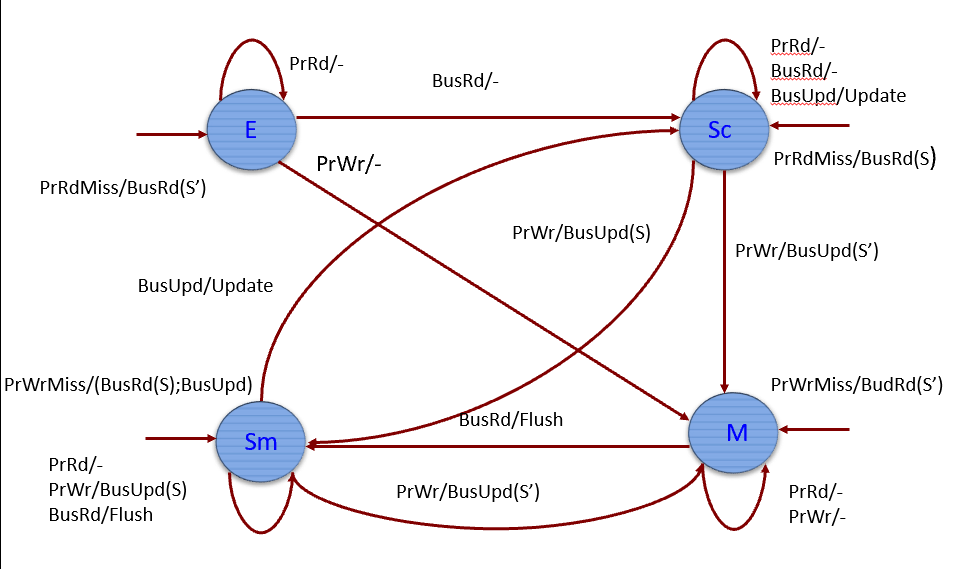 PrRd/-
E
BusRd/-
PrRd/-
BusRd/-
BusUpd/Update
Sc
PrRdMiss/BusRd(S)
PrRdMiss/BusRd(S’)
PrWr/-
PrWr/BusUpd(S)
PrWr/BusUpd(S’)
BusUpd/Update
PrWrMiss/(BusRd(S);BusUpd)
PrWrMiss/BudRd(S’)
BusRd/Flush
Sm
M
PrRd/-
PrWr/BusUpd(S)
BusRd/Flush
PrWr/BusUpd(S’)
PrRd/-
PrWr/-